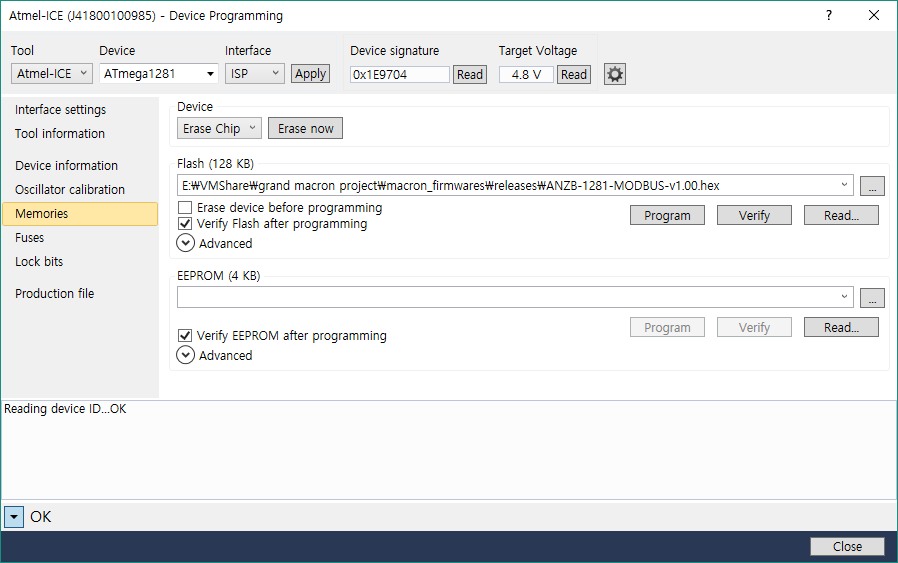 Atmel-ICE (J41800100985) - Device Programming
?
Tool Device Interface Device signature Target Voltage
Atmel-ICE ATmega1281 ISP Apply 0x1E9704 Read 4.8 V Read
Interface settings
Tool information
Device information
Oscillator calibration
Memories
Fuses
Lock bits
Production file
Device
Erase Chip Erase now
Flash (128 KB)
E:₩VMShare₩grand macron project₩macron_firmwares₩releases₩ANZB-1281-MODBUS-v1.00.hex ...
Erase device before programming
Verify Flash after programming
Program Verify Read...
Advanced
EEPROM (4 KB)
...
Program Verify Read...
Verify EEPROM after programming
Advanced
Reading device ID...OK
OK
Close